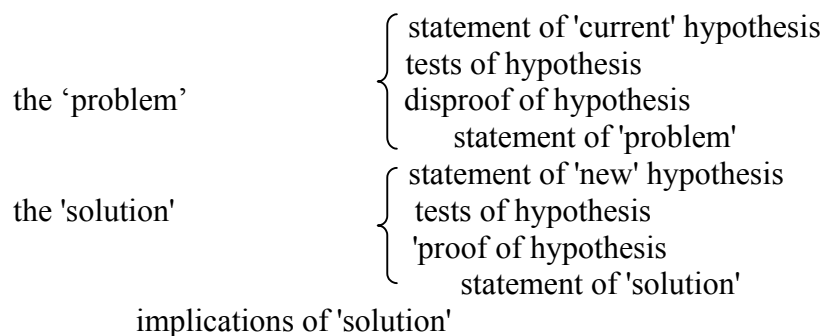 statement of 'current' hypothesis
tests of hypothesis
the ‘problem’ disproof of hypothesis
statement of 'problem'
statement of 'new' hypothesis
the 'solution' tests of hypothesis
'proof of hypothesis
statement of 'solution'
implications of 'solution'